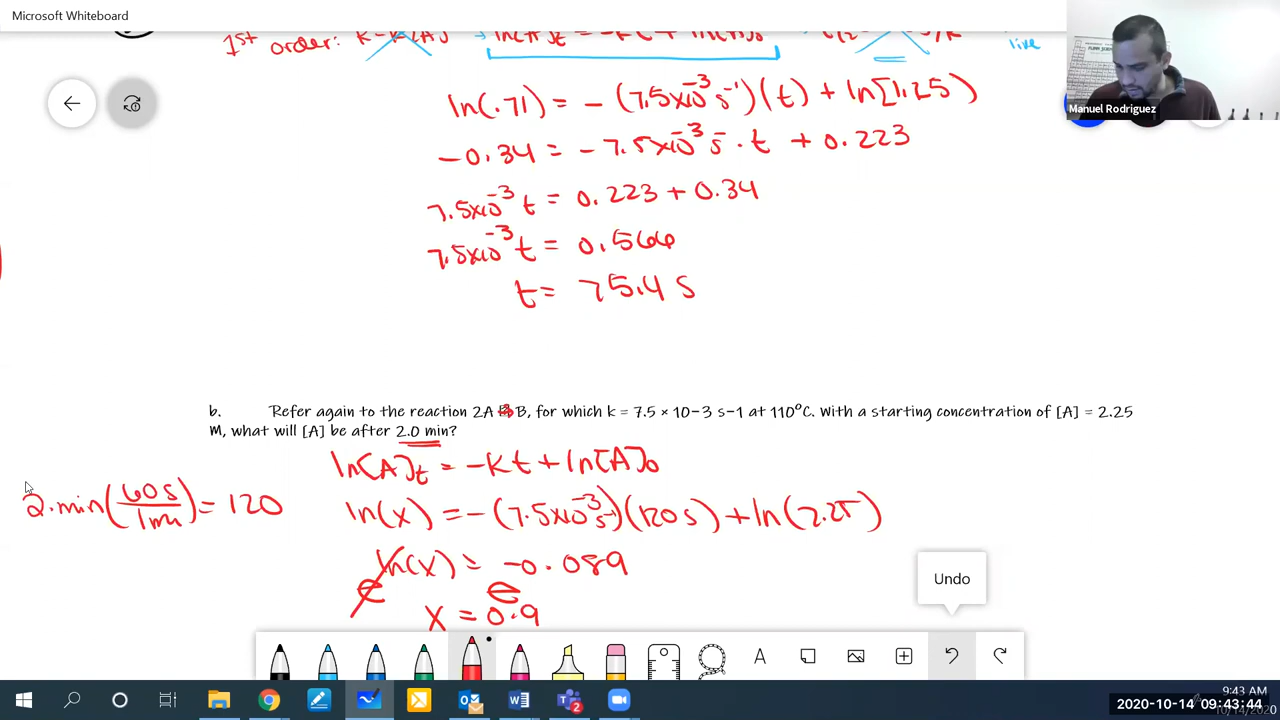 Microsoft Whiteboard
1st order:
live
ln(.71) = -(7.5x10^-3 s^-1)(t) + ln[1.25)
Manuel Rodriguez
-0.34 = -7.5x10^-3 s^- · t + 0.223
7.5x10^-3 t = 0.223 + 0.34
7.5x10^-3 t = 0.566
t = 75.4 s
b. Refer again to the reaction 2A B, for which k = 7.5 × 10−3 s−1 at 110°C. With a starting concentration of [A] = 2.25
M, what will [A] be after 2.0 min?
ln[A]t = -kt + ln[A]0
2.min(60s/1min) = 120
ln(x) = -(7.5x10^-3 s^-1)(120s) + ln(2.25)
ln(x) = -0.089
e e
x = 0.9
Undo
A
9:43 AM
2020-10-14 09:43:44